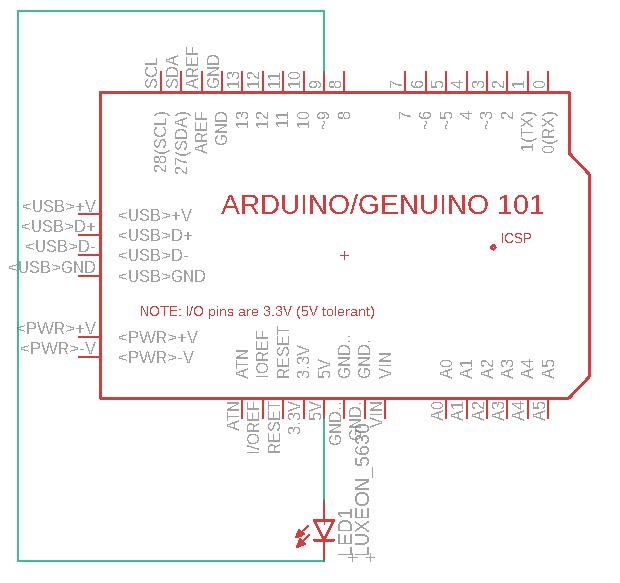 SCL
SDA
AREF
GND
13
12
11
10
9
8
7
6
5
4
3
2
1
0
28(SCL)
27(SDA)
AREF
GND
13
12
11
10
~9
8
7
~6
~5
4
~3
2
1(TX)
0(RX)
ARDUINO/GENUINO 101
ICSP
<USB>+V
<USB>D+
<USB>D-
<USB>GND
<USB>+V
<USB>D+
<USB>D-
<USB>GND
NOTE: I/O pins are 3.3V (5V tolerant)
<PWR>+V
<PWR>-V
<PWR>+V
<PWR>-V
ATN
IOREF
RESET
3.3V
5V
GND..
GND.
VIN
A0
A1
A2
A3
A4
A5
ATN
I/OREF
RESET
3.3V
5V
GND..
GND.
VIN
A0
A1
A2
A3
A4
A5
LED1
LUXEON_5630